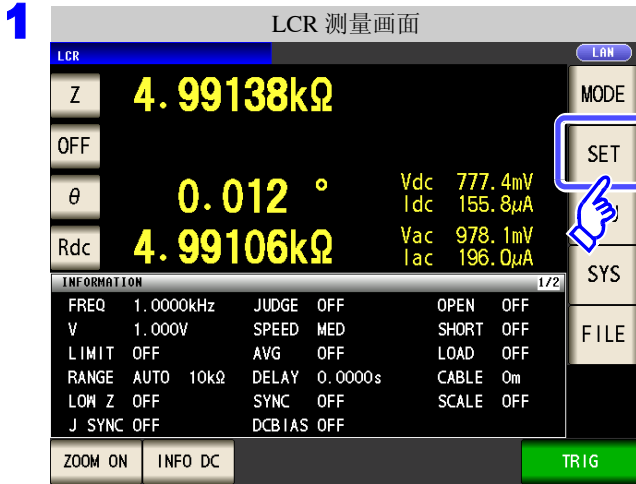 1
LCR 测量画面
LCR
LAN
Z 4.99138kΩ
MODE
OFF
SET
θ 0.012 °
Vdc 777.4mV
Idc 155.8μA
Rdc 4.99106kΩ
Vac 978.1mV
Iac 196.0μA
SYS
INFORMATION 1/2
FREQ 1.0000kHz JUDGE OFF OPEN OFF
V 1.000V SPEED MED SHORT OFF
FILE
LIMIT OFF AVG OFF LOAD OFF
RANGE AUTO 10kΩ DELAY 0.0000s CABLE 0m
LOW Z OFF SYNC OFF SCALE OFF
J SYNC OFF DCBIAS OFF
ZOOM ON INFO DC TRIG